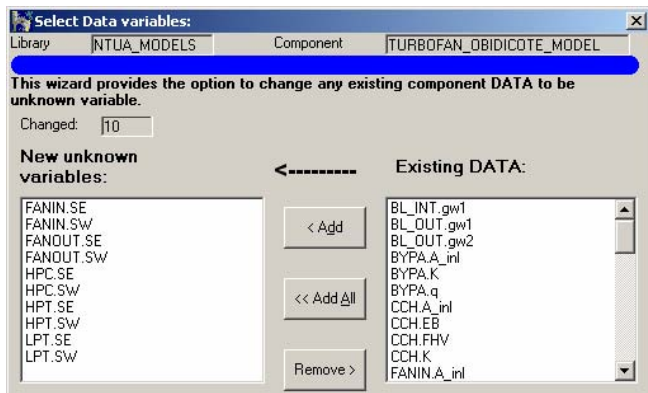 Select Data variables:
Library NTUA_MODELS Component TURBOFAN_OBIDICOTE_MODEL
This wizard provides the option to change any existing component DATA to be
unknown variable.
Changed: 10
New unknown
variables:
<---------
Existing DATA:
FANIN.SE
FANIN.SW
FANOUT.SE
FANOUT.SW
HPC.SE
HPC.SW
HPT.SE
HPT.SW
LPT.SE
LPT.SW
< Add
<< Add All
Remove >
BL_INT.gw1
BL_OUT.gw1
BL_OUT.gw2
BYPA.A_inl
BYPA.K
BYPA.q
CCH.A_inl
CCH.EB
CCH.FHV
CCH.K
FANIN.A_inl